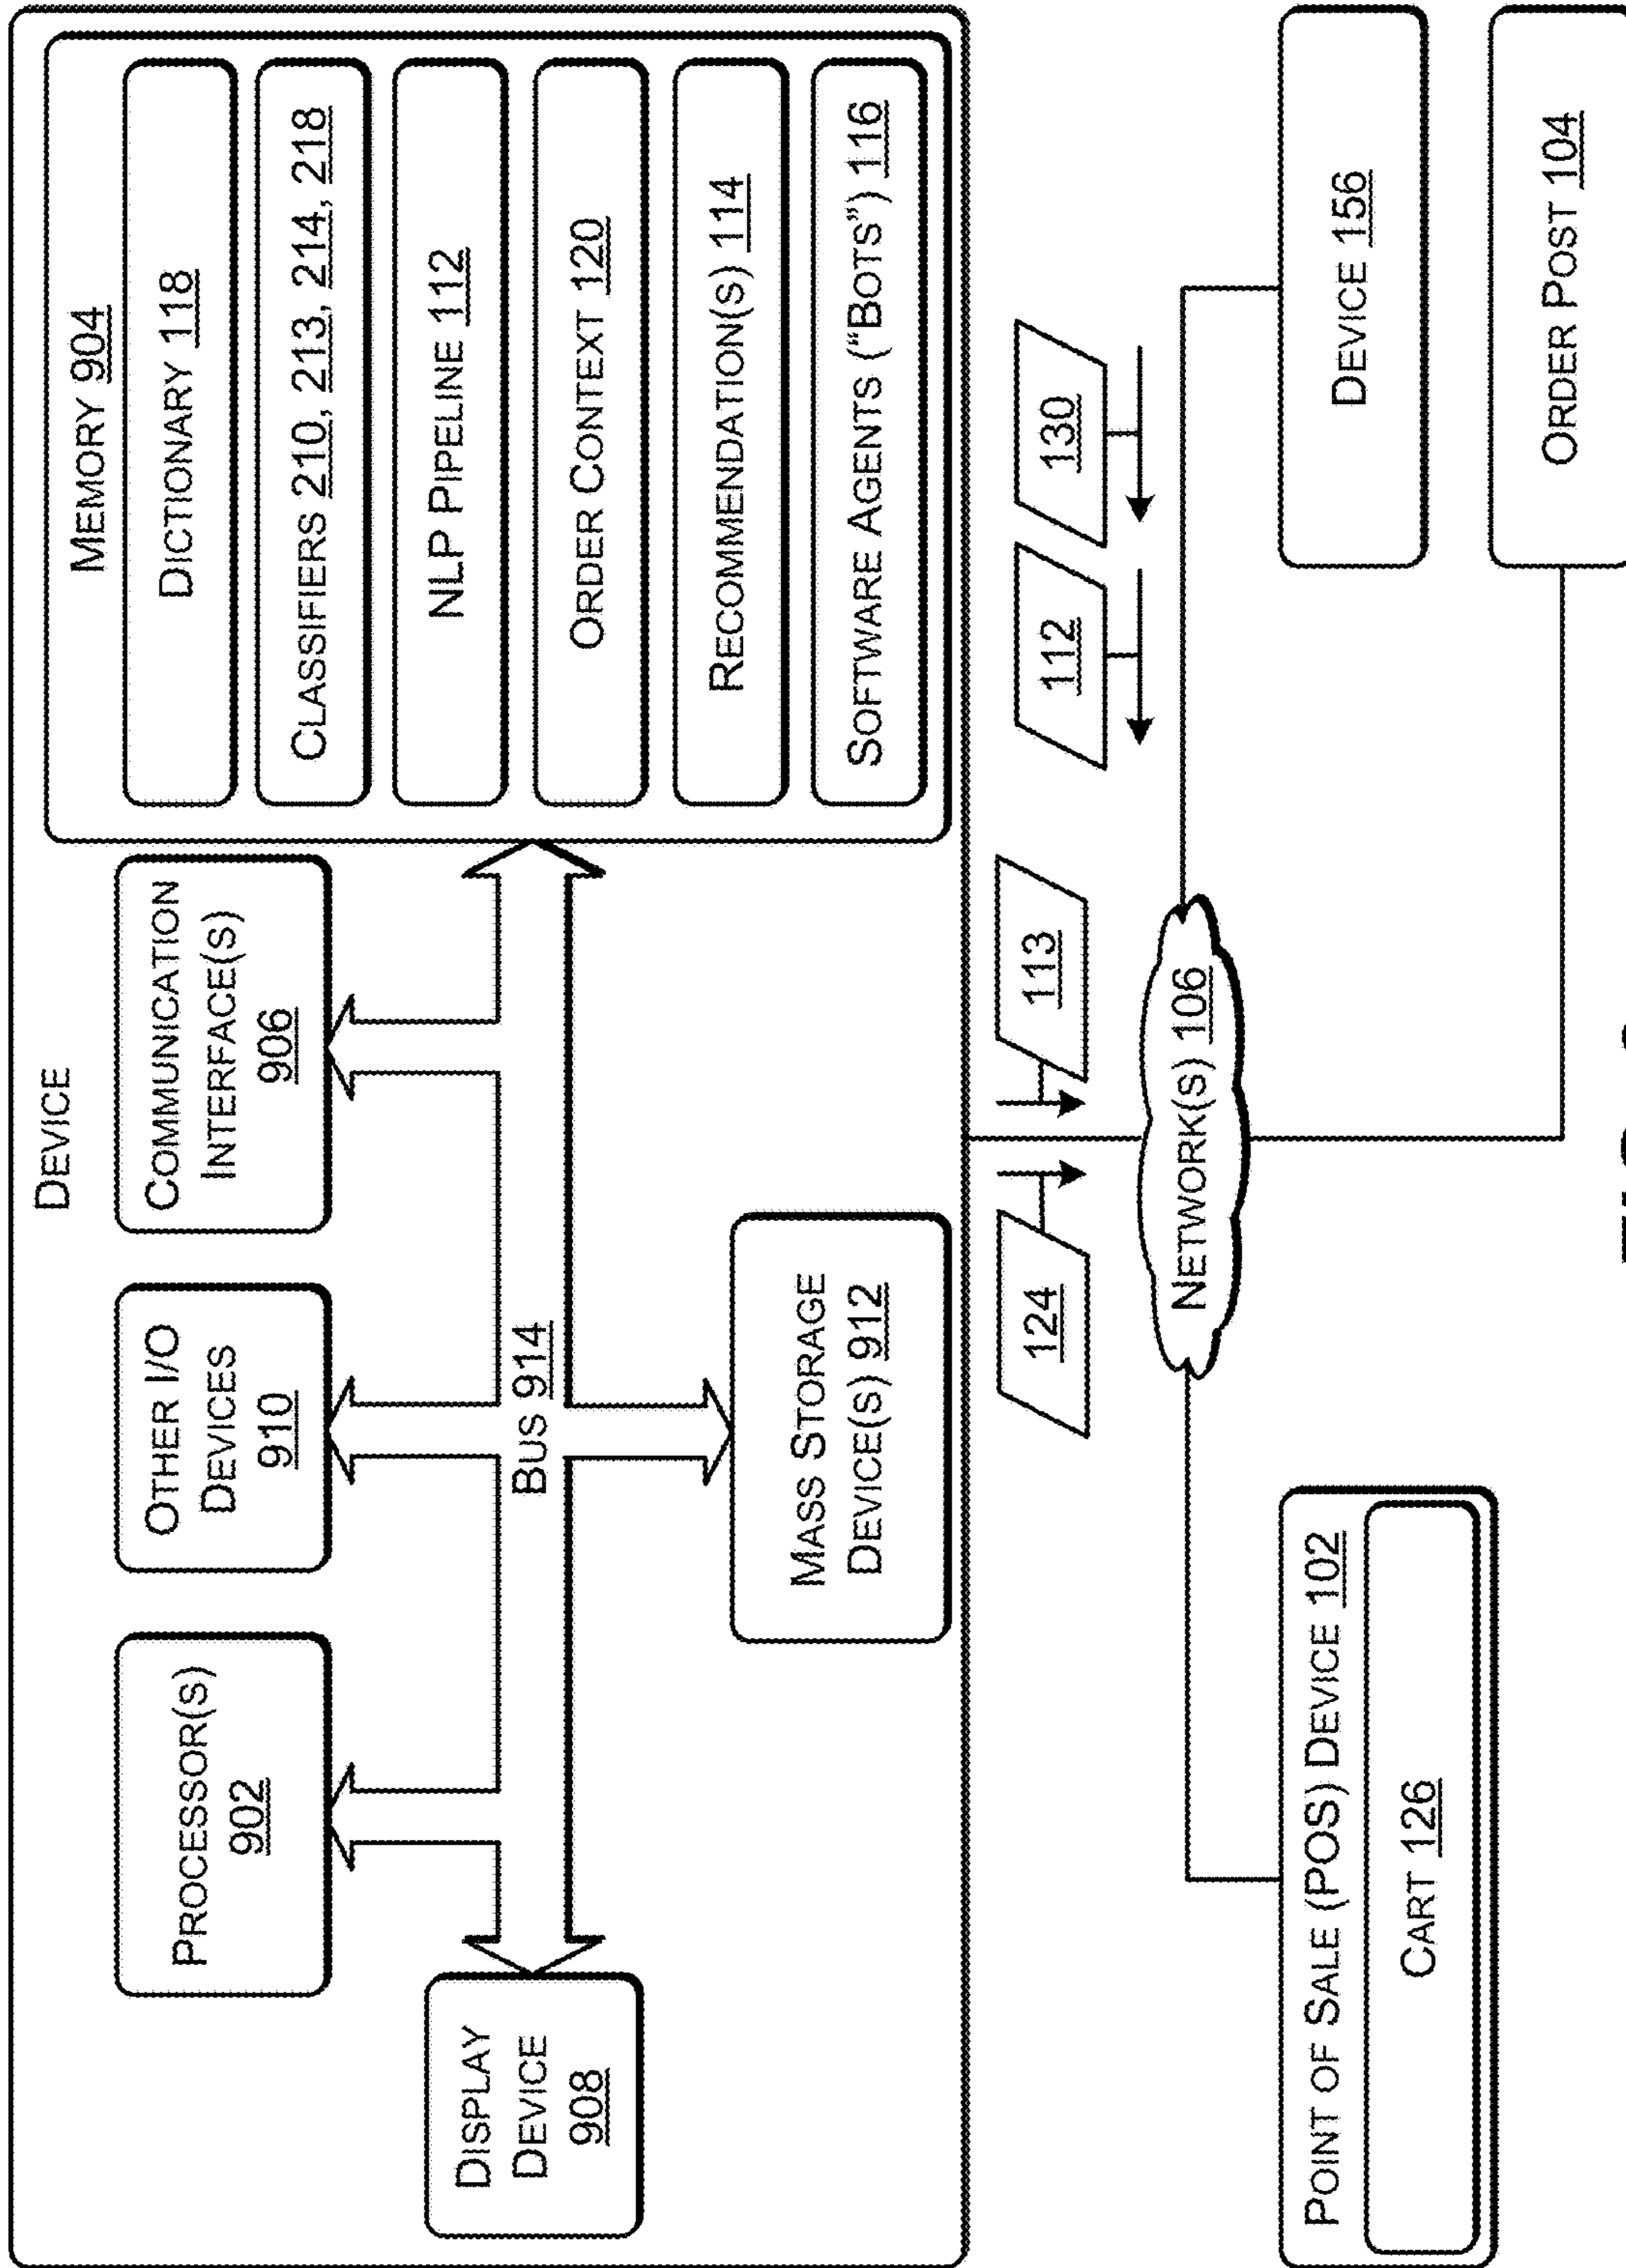 DEVICE
PROCESSOR(S)
902
OTHER I/O
DEVICES
910
COMMUNICATION
INTERFACE(S)
906
MEMORY 904
DICTIONARY 118
CLASSIFIERS 210, 213, 214, 218
NLP PIPELINE 112
ORDER CONTEXT 120
RECOMMENDATION(S) 114
SOFTWARE AGENTS (“BOTS”) 116
DISPLAY
DEVICE
908
BUS 914
MASS STORAGE
DEVICE(S) 912
124
113
112
130
NETWORK(S) 106
POINT OF SALE (POS) DEVICE 102
CART 126
DEVICE 156
ORDER POST 104